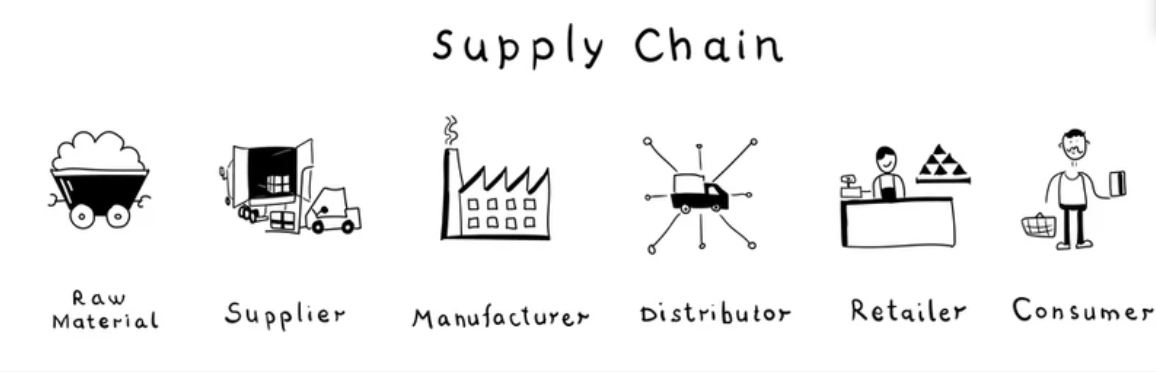 Supply Chain
Raw
Material
Supplier
Manufacturer
Distributor
Retailer
Consumer